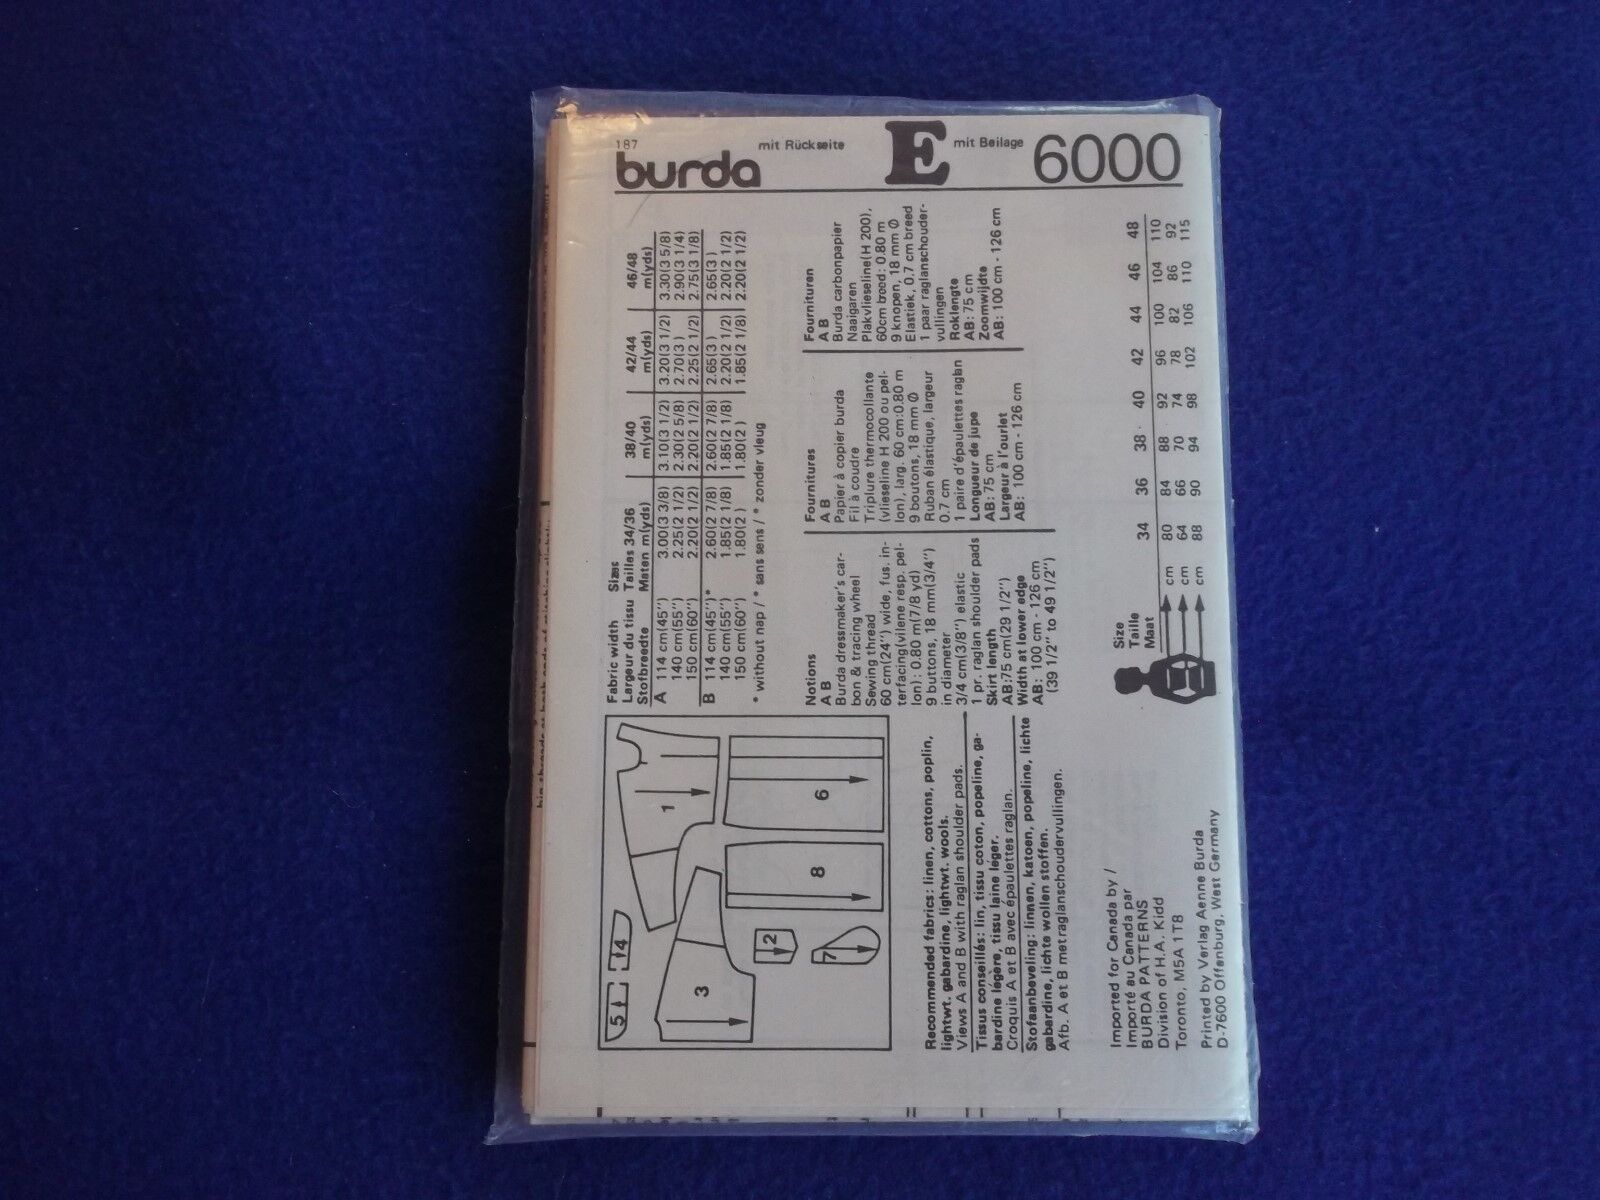 187
burda
mit Rückseite
E
mit Beilage
6000
Fabric width Sizes
Largeur du tissu Tailles 34/36 38/40 42/44 46/48
Stofbreedte Maten m(yds) m(yds) m(yds) m(yds)
A 114 cm(45") 3.00(3 3/8) 3.10(3 1/2) 3.20(3 1/2) 3.30(3 5/8)
140 cm(55") 2.25(2 1/2) 2.30(2 5/8) 2.70(3 ) 2.90(3 1/4)
150 cm(60") 2.20(2 1/2) 2.20(2 1/2) 2.25(2 1/2) 2.75(3 1/8)
B 114 cm(45")* 2.60(2 7/8) 2.60(2 7/8) 2.65(3 ) 2.65(3 )
140 cm(55") 1.85(2 1/8) 1.85(2 1/8) 2.20(2 1/2) 2.20(2 1/2)
150 cm(60") 1.80(2 ) 1.80(2 ) 1.85(2 1/8) 2.20(2 1/2)
* without nap / * sans sens / * zonder vleug
Notions
A B
Burda dressmaker's car-
bon & tracing wheel
Sewing thread
60 cm(24") wide, fus. in-
terfacing(vilene resp. pel-
lon): 0.80 m(7/8 yd)
9 buttons, 18 mm(3/4")
in diameter
3/4 cm(3/8") elastic
1 pr. raglan shoulder pads
Skirt length
AB:75 cm(29 1/2")
Width at lower edge
AB: 100 cm - 126 cm
(39 1/2" to 49 1/2")
Fournitures
A B
Papier à copier burda
Fil à coudre
Triplure thermocollante
(vlieseline H 200 ou pel-
lon), larg. 60 cm:0.80 m
9 boutons, 18 mm Ø
Ruban élastique, largeur
0.7 cm
1 paire d'épaulettes raglan
Longueur de jupe
AB: 75 cm
Largeur à l'ourlet
AB: 100 cm - 126 cm
Fournituren
A B
Burda carbonpapier
Naaigaren
Plakvlieseline(H 200),
60cm breed: 0.80 m
9 knopen, 18 mm Ø
Elastiek, 0.7 cm breed
1 paar raglanschouder-
vullingen
Roklengte
AB: 75 cm
Zoomwijdte
AB: 100 cm - 126 cm
Size
Taille
Maat 34 36 38 40 42 44 46 48
cm 80 84 88 92 96 100 104 110
cm 64 66 70 74 78 82 86 92
cm 88 90 94 98 102 106 110 115
5
4
1
3
2
7
8
6
Recommended fabrics: linen, cottons, poplin,
lightwt. gabardine, lightwt. wools.
Views A and B with raglan shoulder pads.
Tissus conseillés: lin, tissu coton, popeline, ga-
bardine légère, tissu laine léger.
Croquis A et B avec épaulettes raglan.
Stofaanbeveling: linnen, katoen, popeline, lichte
gabardine, lichte wollen stoffen.
Afb. A et B met raglanschoudervullingen.
Imported for Canada by /
Importé au Canada par
BURDA PATTERNS
Division of H.A. Kidd
Toronto, M5A 1T8
Printed by Verlag Aenne Burda
D-7600 Offenburg, West Germany